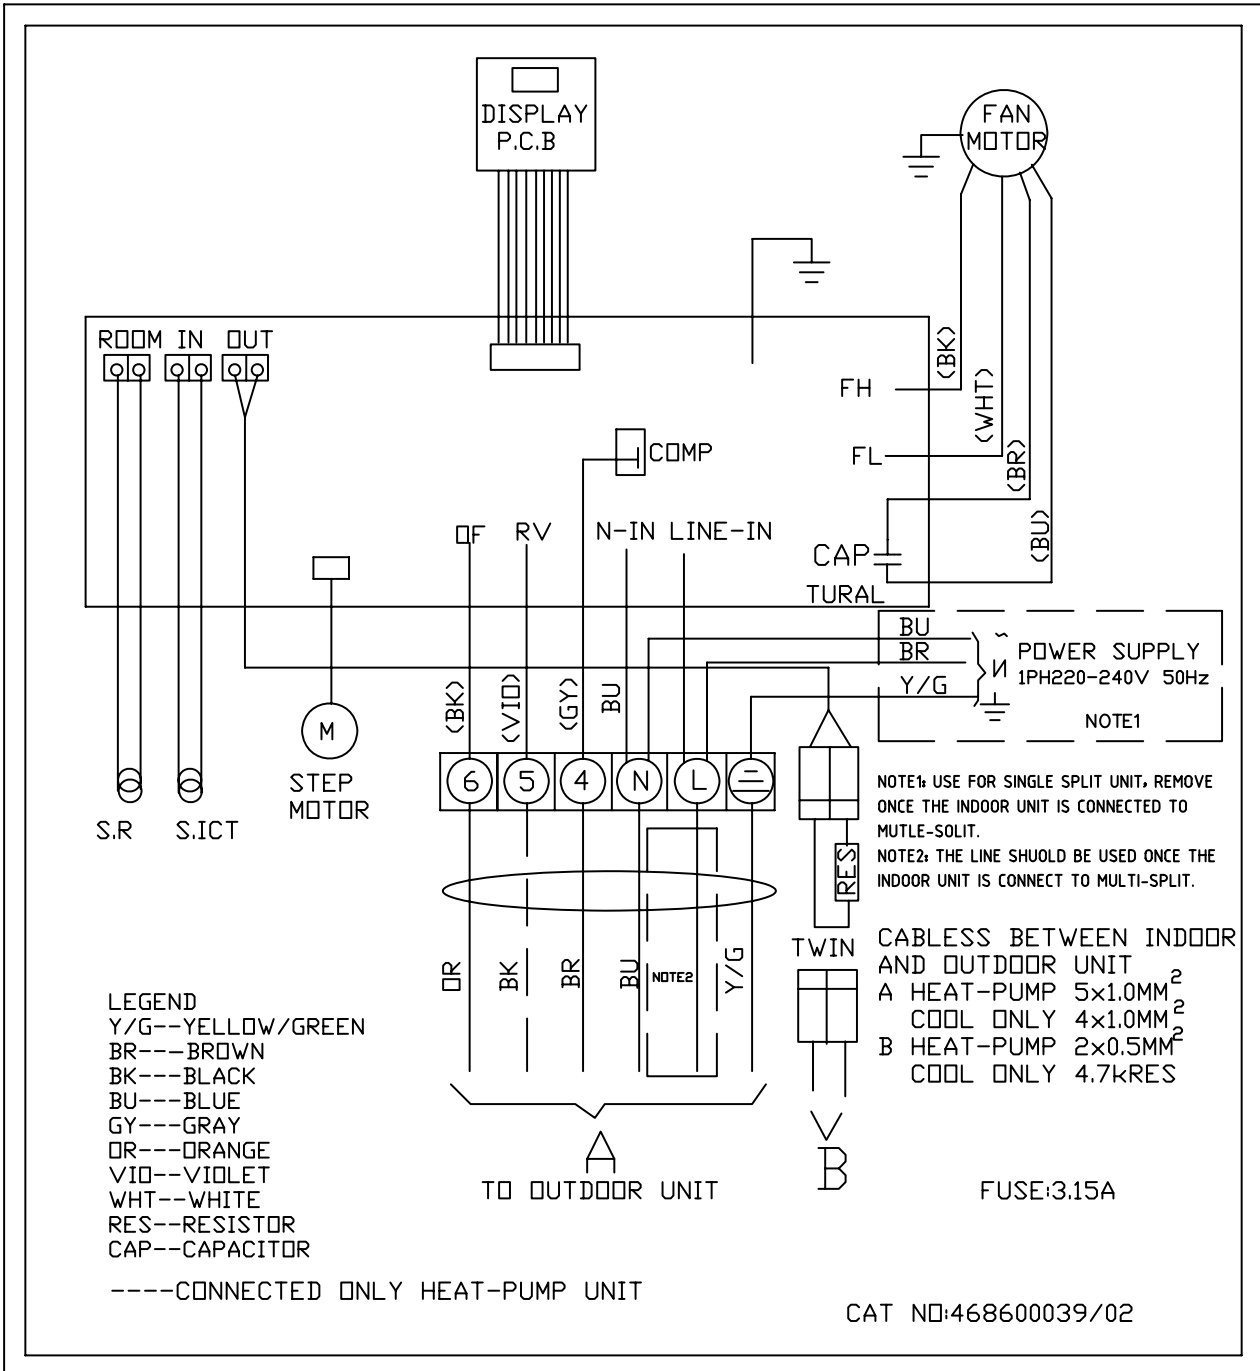 DISPLAY
P.C.B
FAN
MOTOR
ROOM IN OUT
(BK)
FH
(WHT)
COMP
FL
(BR)
OF RV N-IN LINE-IN
(BU)
CAP
TURAL
BU
BR
Y/G
~
N
POWER SUPPLY
1PH220-240V 50Hz
NOTE1
(BK)
(VIO)
(GY)
BU
M
STEP
MOTOR
6 5 4 N L
S.R S.ICT
NOTE1: USE FOR SINGLE SPLIT UNIT, REMOVE
ONCE THE INDOOR UNIT IS CONNECTED TO
MUTLE-SOLIT.
NOTE2: THE LINE SHUOLD BE USED ONCE THE
INDOOR UNIT IS CONNECT TO MULTI-SPLIT.
RES
TWIN
CABLESS BETWEEN INDOOR
AND OUTDOOR UNIT
A HEAT-PUMP 5x1.0MM²
COOL ONLY 4x1.0MM²
B HEAT-PUMP 2x0.5MM²
COOL ONLY 4.7kRES
OR
BK
BR
BU
NOTE2
Y/G
LEGEND
Y/G--YELLOW/GREEN
BR---BROWN
BK---BLACK
BU---BLUE
GY---GRAY
OR---ORANGE
VIO--VIOLET
WHT--WHITE
RES--RESISTOR
CAP--CAPACITOR
----CONNECTED ONLY HEAT-PUMP UNIT
A
TO OUTDOOR UNIT
B
FUSE:3.15A
CAT NO:468600039/02